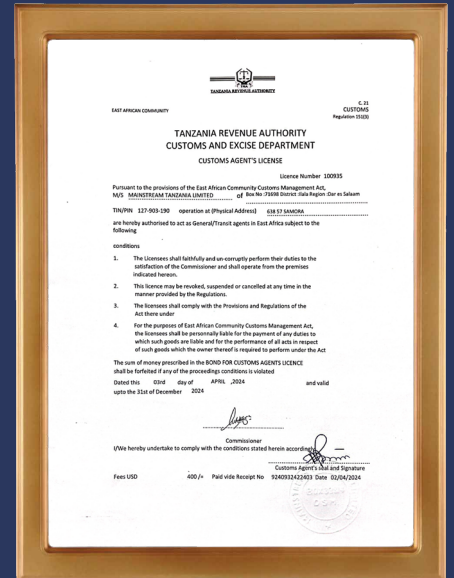 TANZANIA REVENUE AUTHORITY
C. 21
EAST AFRICAN COMMUNITY
CUSTOMS
Regulation 151(3)
TANZANIA REVENUE AUTHORITY
CUSTOMS AND EXCISE DEPARTMENT
CUSTOMS AGENT'S LICENSE
Licence Number 100935
Pursuant to the provisions of the East African Community Customs Management Act,
M/S MAINSTREAM TANZANIA LIMITED of Box No :71698 District :Ilala Region :Dar es Salaam
TIN/PIN 127-903-190 operation at (Physical Address) 638 57 SAMORA
are hereby authorised to act as General/Transit agents in East Africa subject to the
following
conditions
1. The Licensees shall faithfully and un-corruptly perform their duties to the
satisfaction of the Commissioner and shall operate from the premises
indicated hereon.
2. This licence may be revoked, suspended or cancelled at any time in the
manner provided by the Regulations.
3. The licensees shall comply with the Provisions and Regulations of the
Act there under
4. For the purposes of East African Community Customs Management Act,
the licensees shall be personally liable for the payment of any duties to
which such goods are liable and for the performance of all acts in respect
of such goods which the owner thereof is required to perform under the Act
The sum of money prescribed in the BOND FOR CUSTOMS AGENTS LICENCE
shall be forfeited if any of the proceedings conditions is violated
Dated this 03rd day of APRIL ,2024 and valid
upto the 31st of December 2024
Commissioner
I/We hereby undertake to comply with the conditions stated herein accordingly
Customs Agent's seal and Signature
Fees USD 400 /= Paid vide Receipt No 9240932422403 Date 02/04/2024